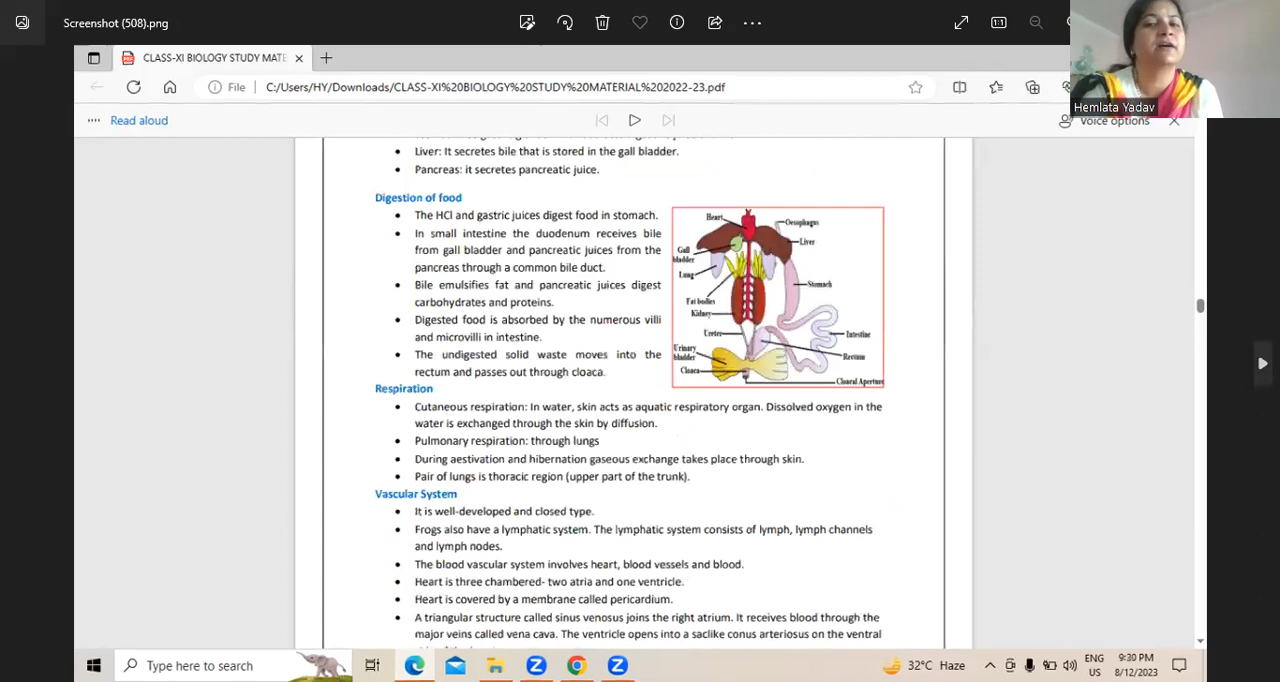 Screenshot (508).png
Hemlata Yadav
CLASS-XI BIOLOGY STUDY MATE
File
C:/Users/HY/Downloads/CLASS-XI%20BIOLOGY%20STUDY%20MATERIAL%202022-23.pdf
Read aloud
Voice options
• Liver: It secretes bile that is stored in the gall bladder.
• Pancreas: it secretes pancreatic juice.
Digestion of food
• The HCl and gastric juices digest food in stomach.
• In small intestine the duodenum receives bile
from gall bladder and pancreatic juices from the
pancreas through a common bile duct.
• Bile emulsifies fat and pancreatic juices digest
carbohydrates and proteins.
• Digested food is absorbed by the numerous villi
and microvilli in intestine.
• The undigested solid waste moves into the
rectum and passes out through cloaca.
Heart
Oesophagus
Gall
bladder
Liver
Lung
Stomach
Fat bodies
Kidney
Ureter
Intestine
Urinary
bladder
Rectum
Cloaca
Cloacal Aperture
Respiration
• Cutaneous respiration: In water, skin acts as aquatic respiratory organ. Dissolved oxygen in the
water is exchanged through the skin by diffusion.
• Pulmonary respiration: through lungs
• During aestivation and hibernation gaseous exchange takes place through skin.
• Pair of lungs is thoracic region (upper part of the trunk).
Vascular System
• It is well-developed and closed type.
• Frogs also have a lymphatic system. The lymphatic system consists of lymph, lymph channels
and lymph nodes.
• The blood vascular system involves heart, blood vessels and blood.
• Heart is three chambered- two atria and one ventricle.
• Heart is covered by a membrane called pericardium.
• A triangular structure called sinus venosus joins the right atrium. It receives blood through the
major veins called vena cava. The ventricle opens into a saclike conus arteriosus on the ventral
Type here to search
32°C Haze
ENG
US
9:30 PM
8/12/2023